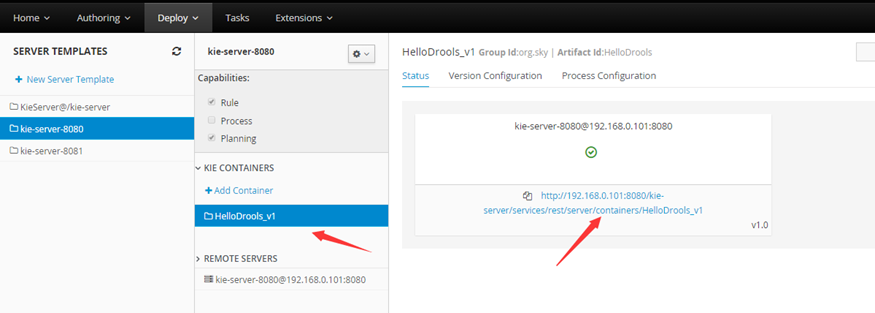 Home Authoring Deploy Tasks Extensions
SERVER TEMPLATES
+ New Server Template
KieServer@/kie-server
kie-server-8080
kie-server-8081
kie-server-8080
Capabilities:
Rule
Process
Planning
KIE CONTAINERS
+ Add Container
HelloDrools_v1
REMOTE SERVERS
kie-server-8080@192.168.0.101:8080
HelloDrools_v1 Group Id:org.sky | Artifact Id:HelloDrools
Status Version Configuration Process Configuration
kie-server-8080@192.168.0.101:8080
http://192.168.0.101:8080/kie-
server/services/rest/server/containers/HelloDrools_v1
v1.0